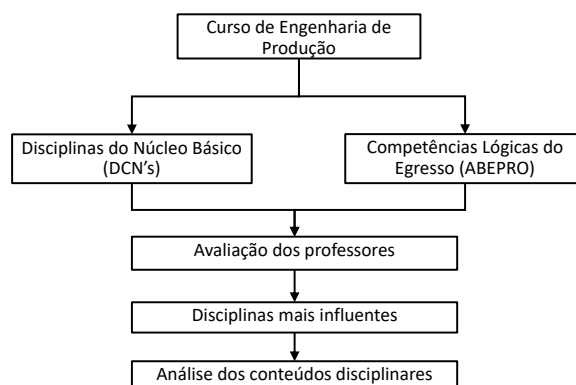 Curso de Engenharia de
Produção
Disciplinas do Núcleo Básico
(DCN's)
Competências Lógicas do
Egresso (ABEPRO)
Avaliação dos professores
Disciplinas mais influentes
Análise dos conteúdos disciplinares